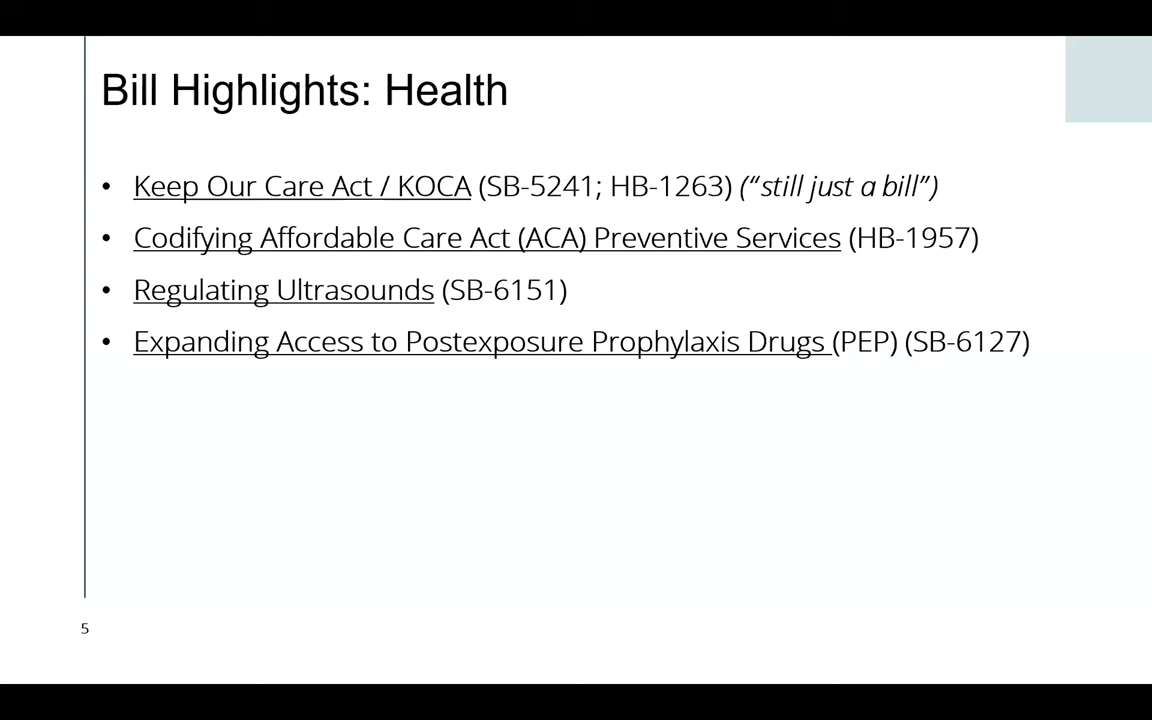 Bill Highlights: Health
• Keep Our Care Act / KOCA (SB-5241; HB-1263) (“still just a bill”)
• Codifying Affordable Care Act (ACA) Preventive Services (HB-1957)
• Regulating Ultrasounds (SB-6151)
• Expanding Access to Postexposure Prophylaxis Drugs (PEP) (SB-6127)
5